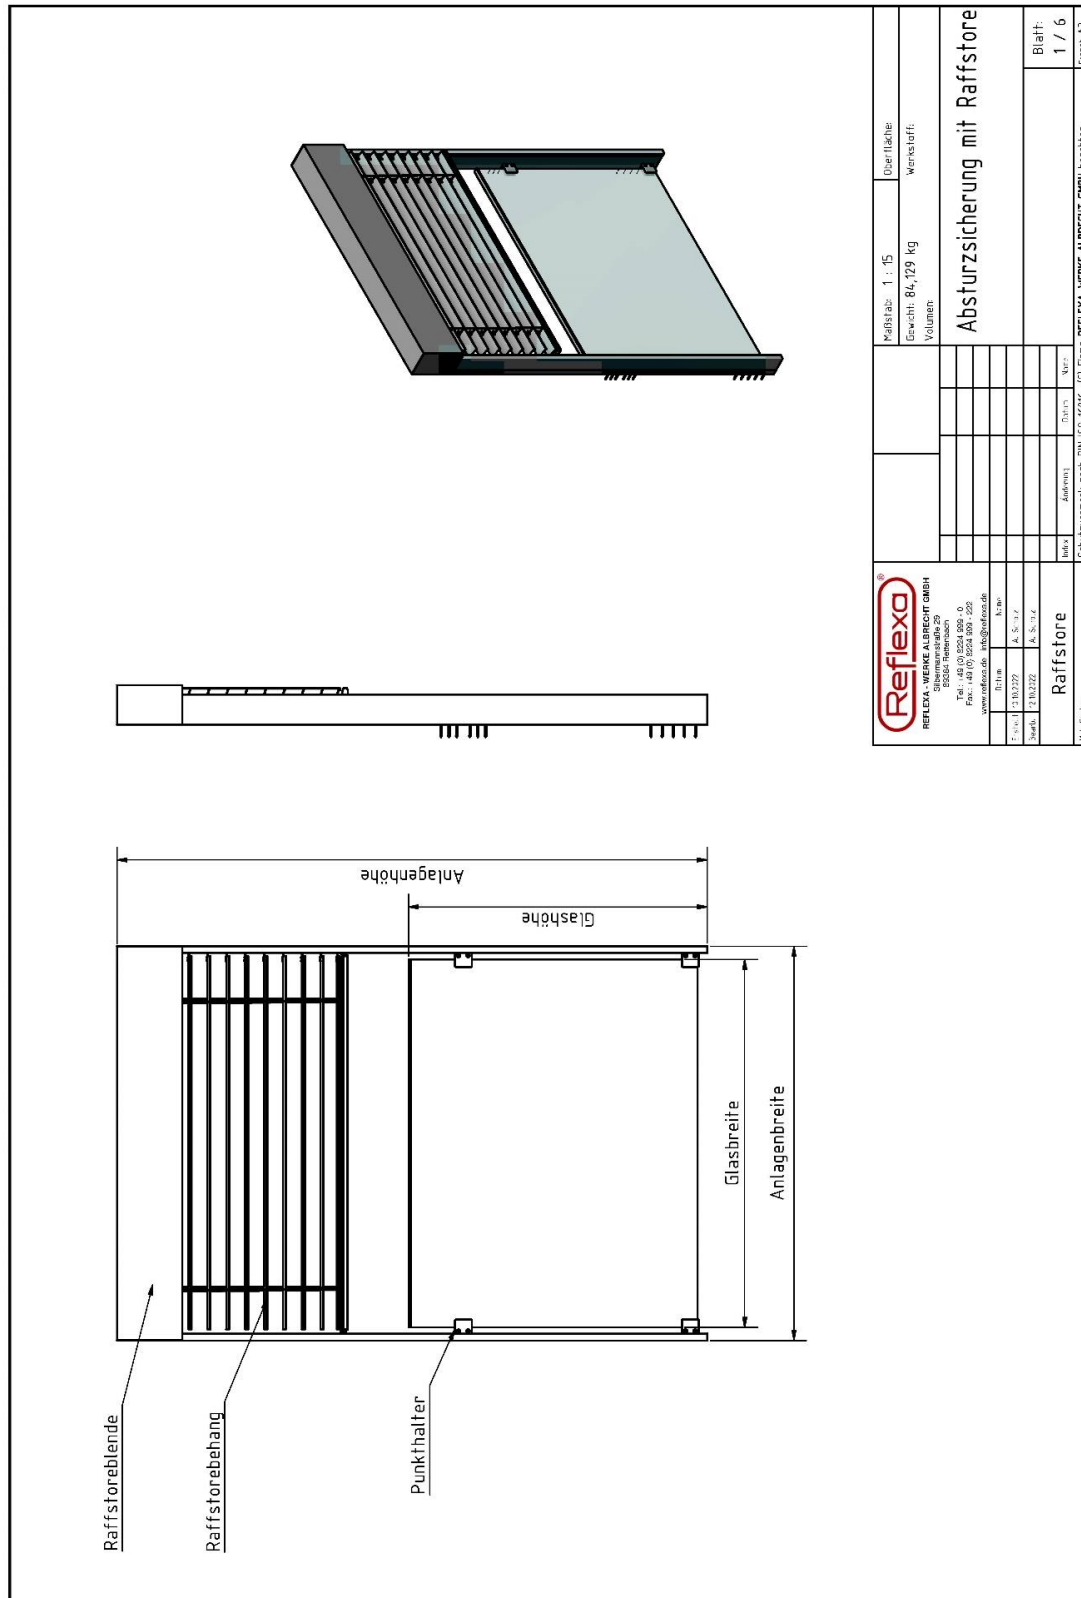 Raffstoreblende
Raffstorebehang
Punkthalter
Glashöhe
Anlagenhöhe
Glasbreite
Anlagenbreite
Reflexa®
REFLEXA - WERKE ALBRECHT GMBH
Silbermannstraße 29
89364 Rettenbach
Tel.: +49 (0) 8224 999 - 0
Fax.: +49 (0) 8224 999 - 222
www.reflexa.de info@reflexa.de
Datum Name
12.10.2022
Raffstore
Index Änderung Datum Name
Maßstab: 1 : 15 Oberfläche:
Gewicht: 84,129 kg Werkstoff:
Volumen:
Absturzsicherung mit Raffstore
Blatt:
1 / 6